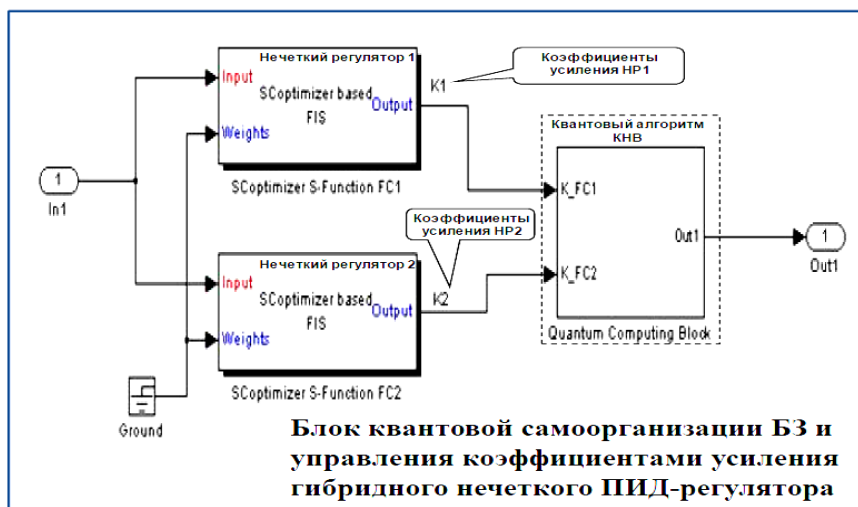 Нечеткий регулятор 1
Input
SCoptimizer based
FIS
Output
Weights
SCoptimizer S-Function FC1
K1
Коэффициенты
усиления НР1
Квантовый алгоритм
КНВ
K_FC1
K_FC2
Out1
Quantum Computing Block
1
In1
1
Out1
Коэффициенты
усиления НР2
Нечеткий регулятор 2
Input
SCoptimizer based
FIS
Output
Weights
SCoptimizer S-Function FC2
K2
Ground
Блок квантовой самоорганизации БЗ и
управления коэффициентами усиления
гибридного нечеткого ПИД-регулятора